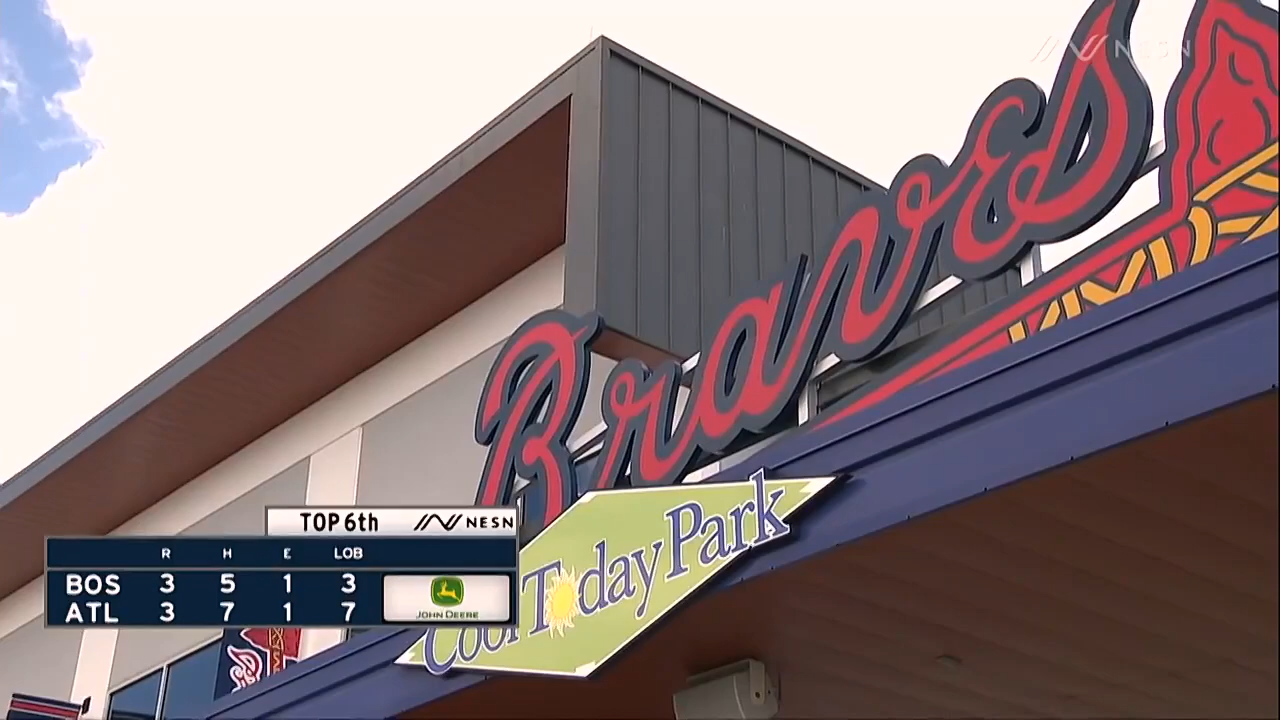 NESN
Braves
CoolToday Park
TOP 6th NESN
R H E LOB
BOS 3 5 1 3
ATL 3 7 1 7
JOHN DEERE